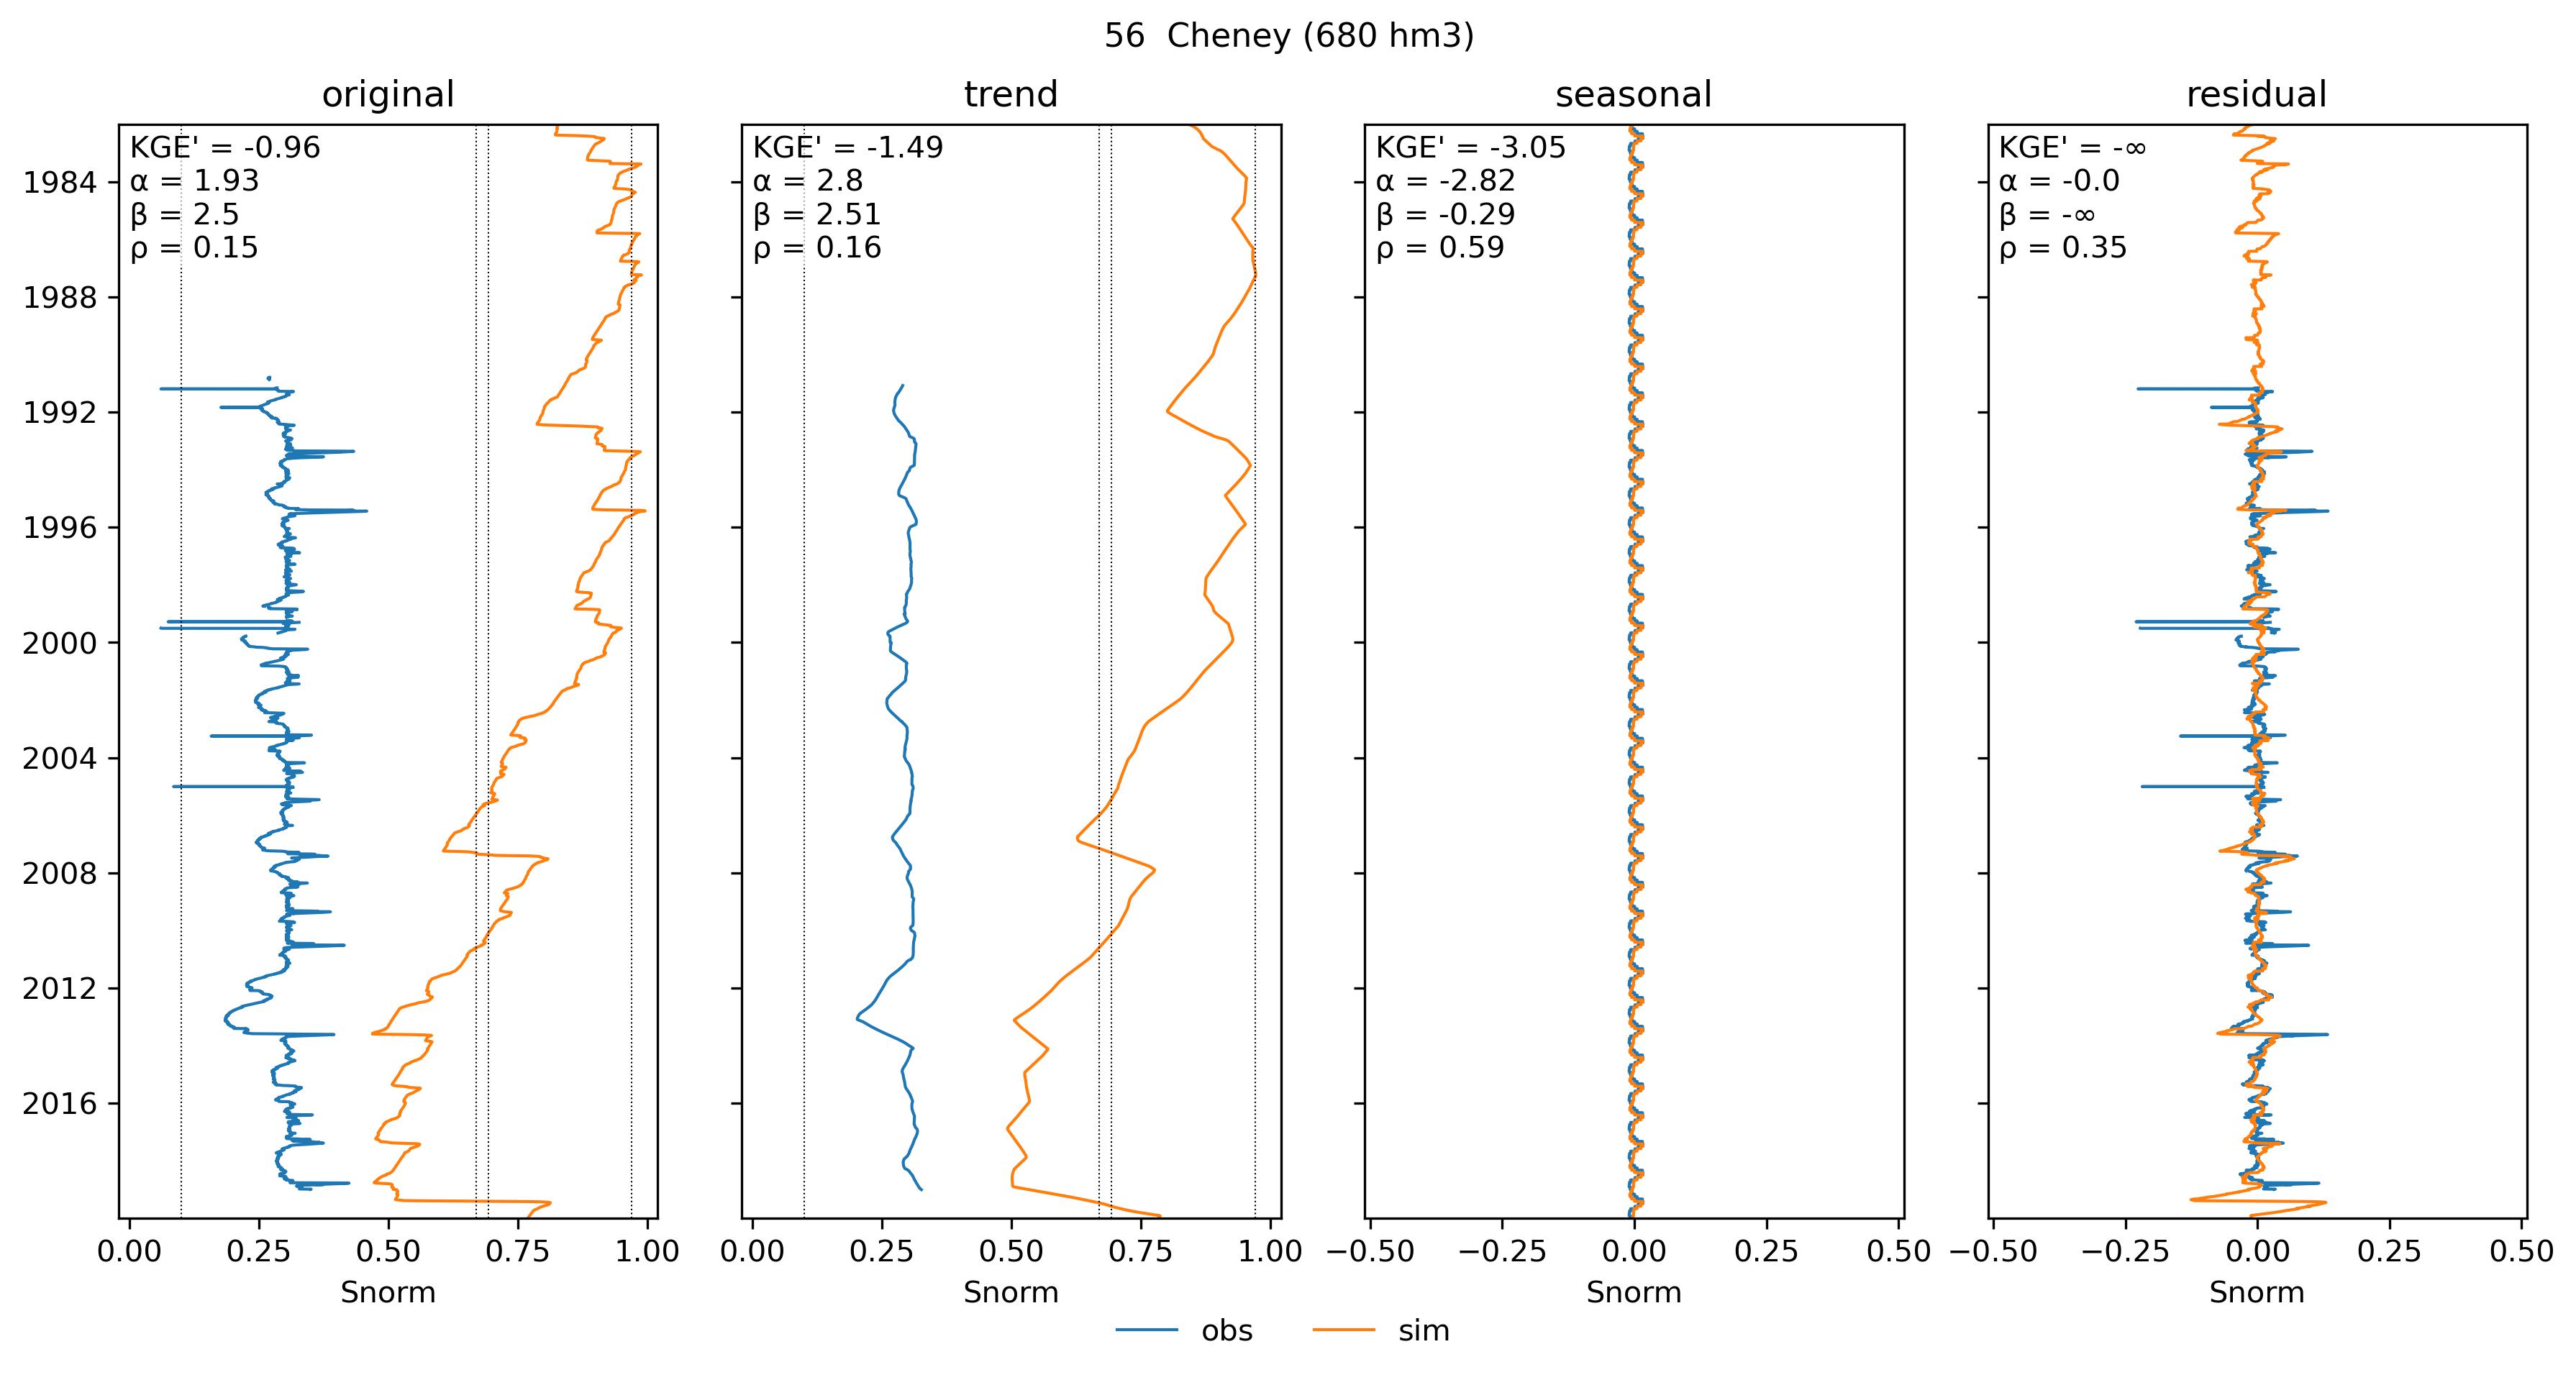 56  Cheney (680 hm3)
original
trend
seasonal
residual
KGE' = -0.96
α = 1.93
β = 2.5
ρ = 0.15
KGE' = -1.49
α = 2.8
β = 2.51
ρ = 0.16
KGE' = -3.05
α = -2.82
β = -0.29
ρ = 0.59
KGE' = -∞
α = -0.0
β = -∞
ρ = 0.35
1984
1988
1992
1996
2000
2004
2008
2012
2016
0.00 0.25 0.50 0.75 1.00
0.00 0.25 0.50 0.75 1.00
−0.50 −0.25 0.00 0.25 0.50
−0.50 −0.25 0.00 0.25 0.50
Snorm
Snorm
Snorm
Snorm
obs
sim